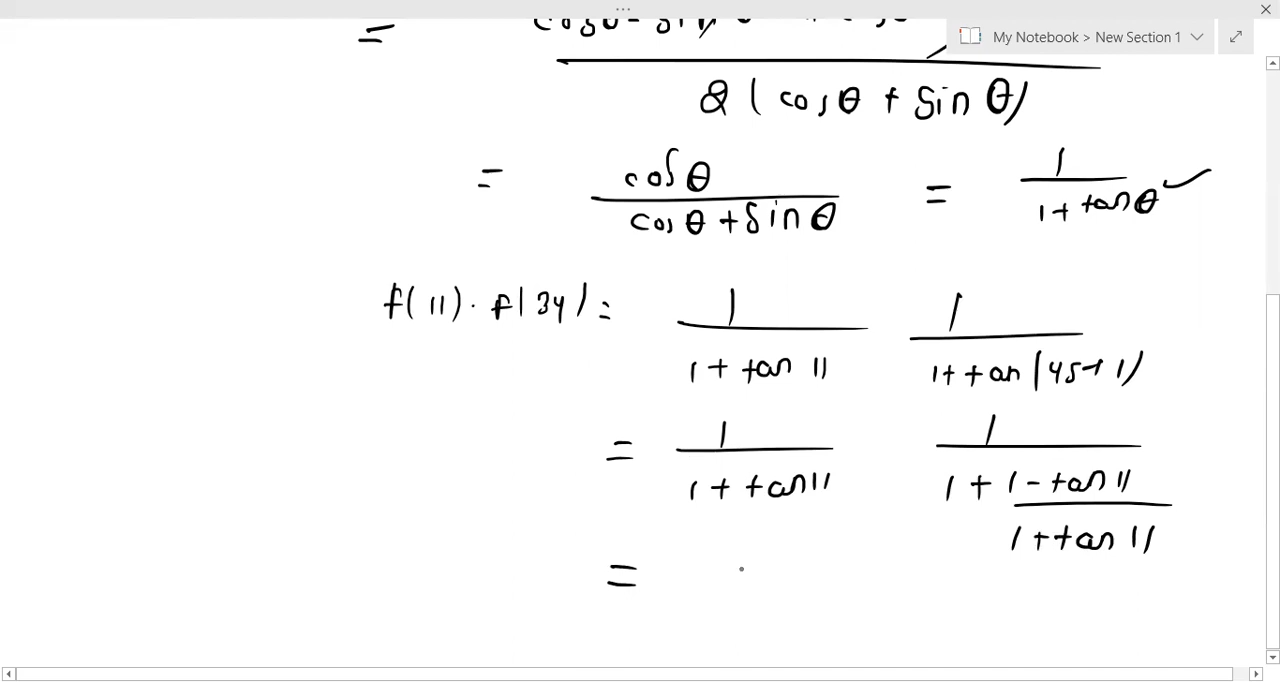 My Notebook > New Section 1
=
2 ( cos θ + sin θ )
= cos θ / cos θ + sin θ = 1 / 1 + tan θ ✓
f( 11 ) · f( 34 ) = 1 / 1 + tan 11 1 / 1 + tan (45-11)
= 1 / 1 + tan 11 1 / 1 + 1 - tan 11 / 1 + tan 11
=